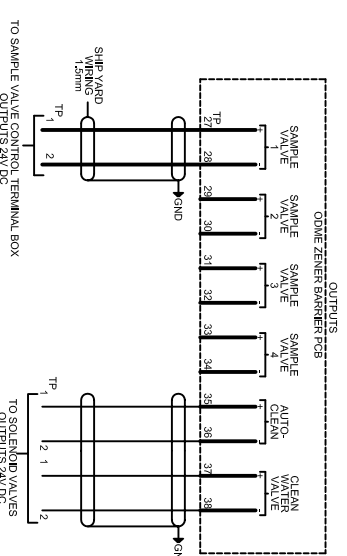 OUTPUTS
ODME ZENER BARRIER PCB
SAMPLE
VALVE
1
SAMPLE
VALVE
2
SAMPLE
VALVE
3
SAMPLE
VALVE
4
AUTO-
CLEAN
CLEAN
WATER
VALVE
+ - + - + - + - + - + -
TP 27 28 29 30 31 32 33 34 35 36 37 38
GND
GND
SHIP YARD
WIRING
1.5mm
TP 1 2
TP 1 2 1 2
TO SAMPLE VALVE CONTROL TERMINAL BOX
OUTPUTS 24V DC
TO SOLENOID VALVES
OUTPUTS 24V DC